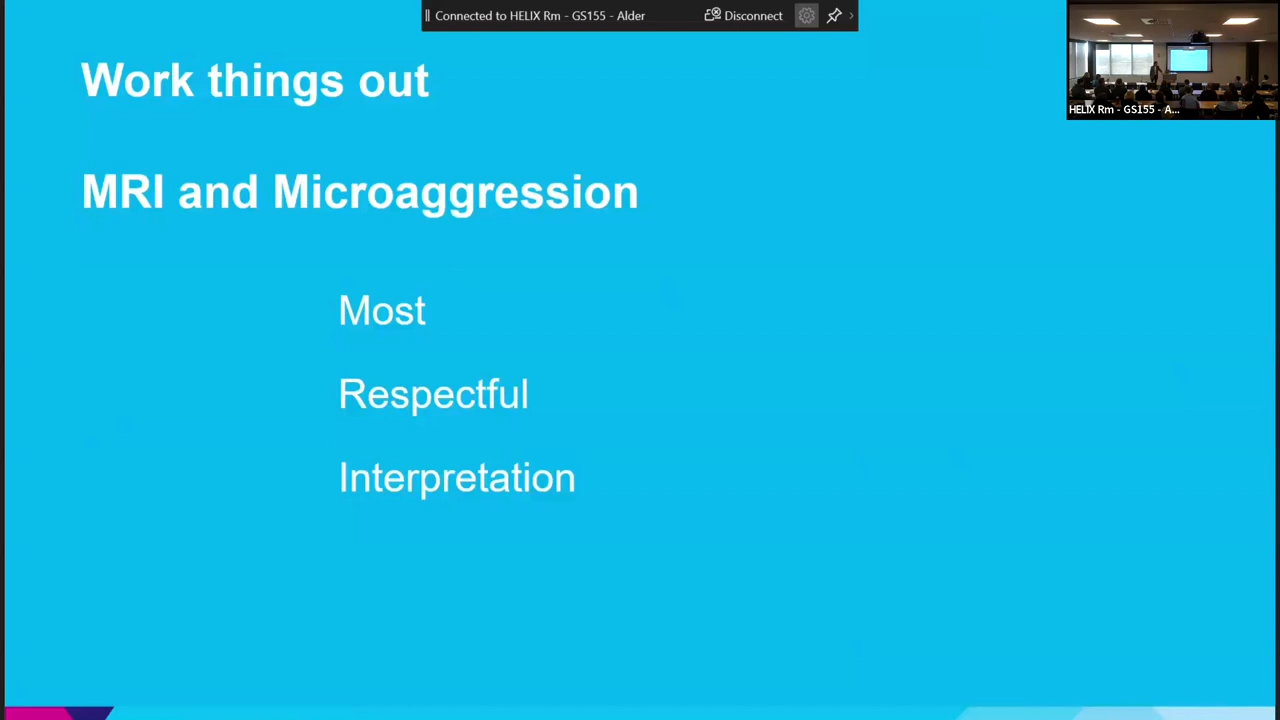 Connected to HELIX Rm - GS155 - Alder
Disconnect
Work things out
HELIX Rm - GS155 - A...
MRI and Microaggression
Most
Respectful
Interpretation